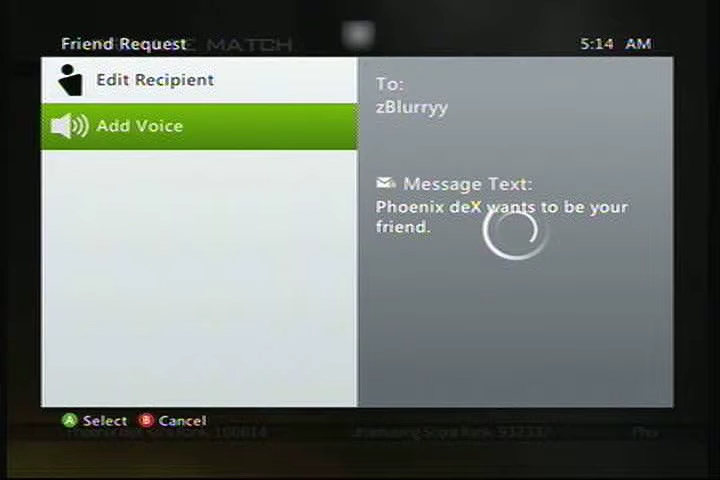 Friend Request
MATCH
5:14 AM
Edit Recipient
Add Voice
To:
zBlurryy
Message Text:
Phoenix deX wants to be your
friend.
A Select B Cancel